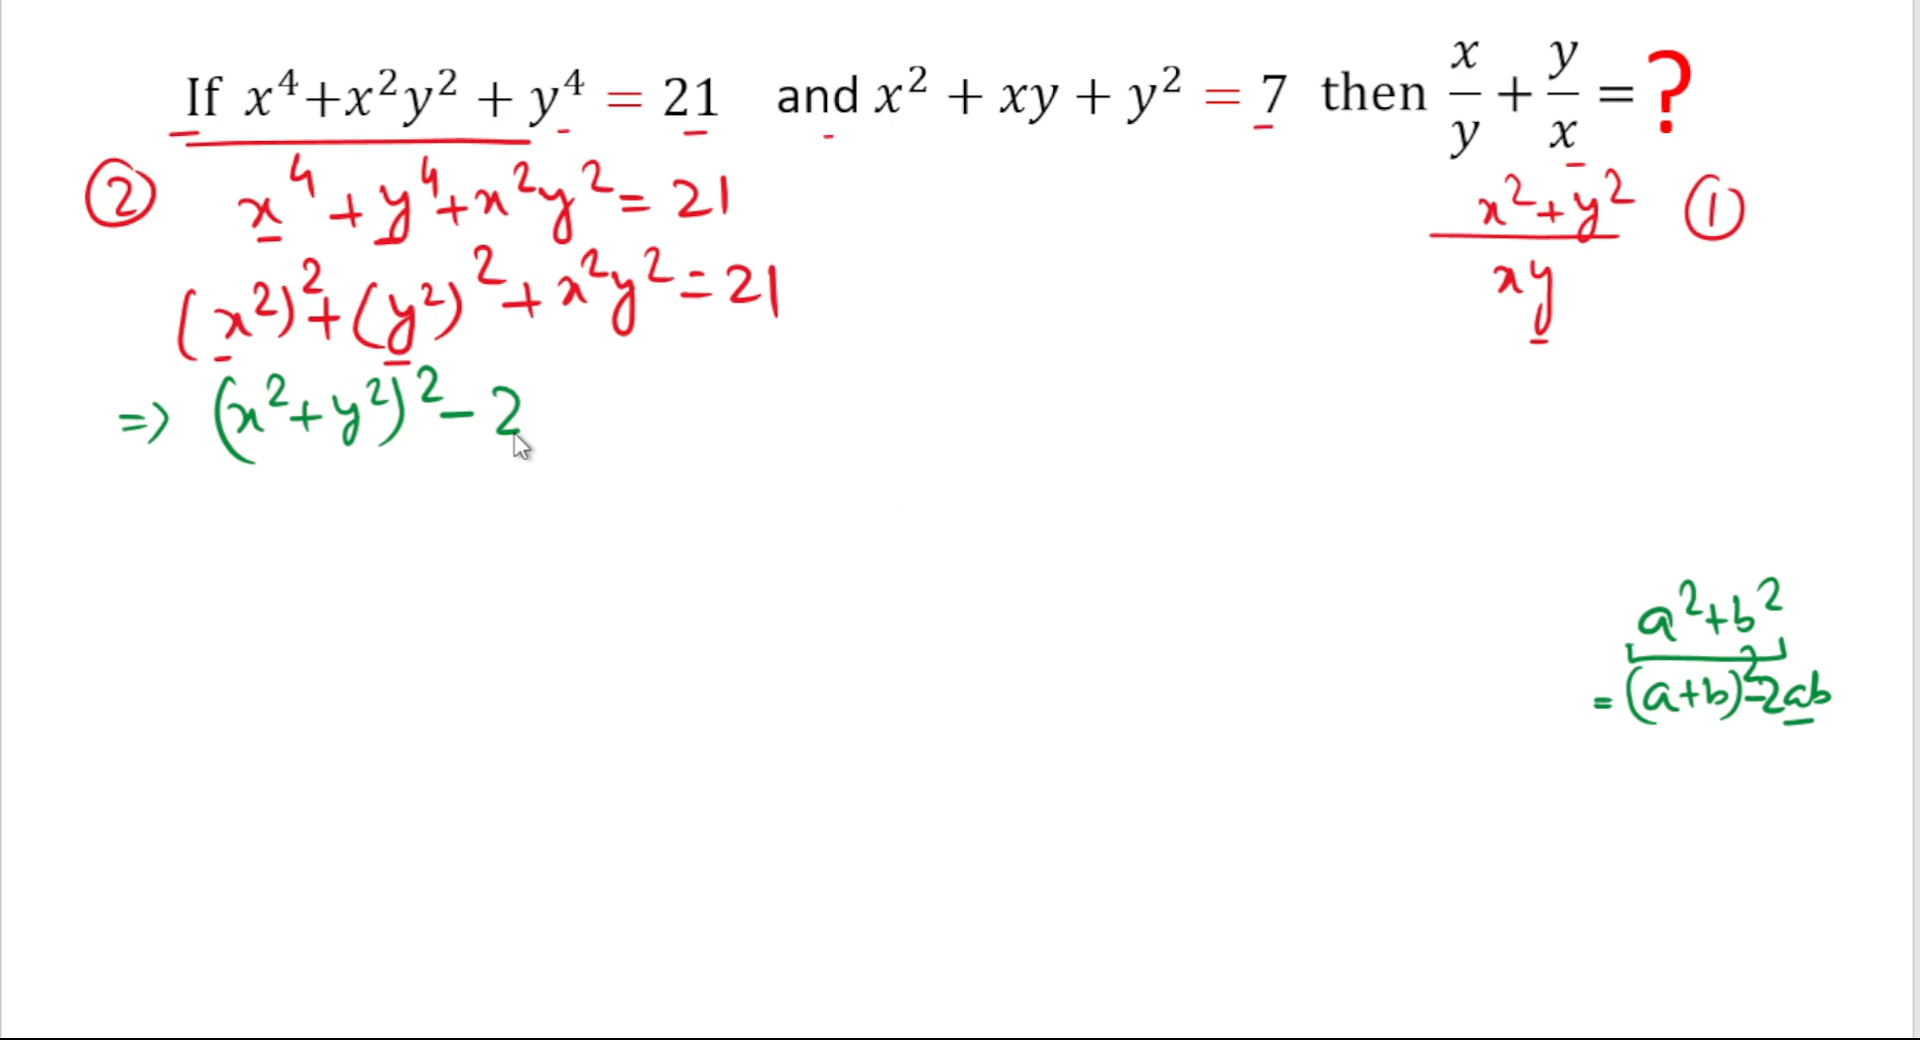 If x⁴+x²y² + y⁴ = 21 and x² + xy + y² = 7 then x/y + y/x = ?
② x⁴ + y⁴ + x²y² = 21
x²+y² / xy ①
(x²)² + (y²)² + x²y² = 21
=> (x²+y²)² - 2
a²+b²
= (a+b)² - 2ab